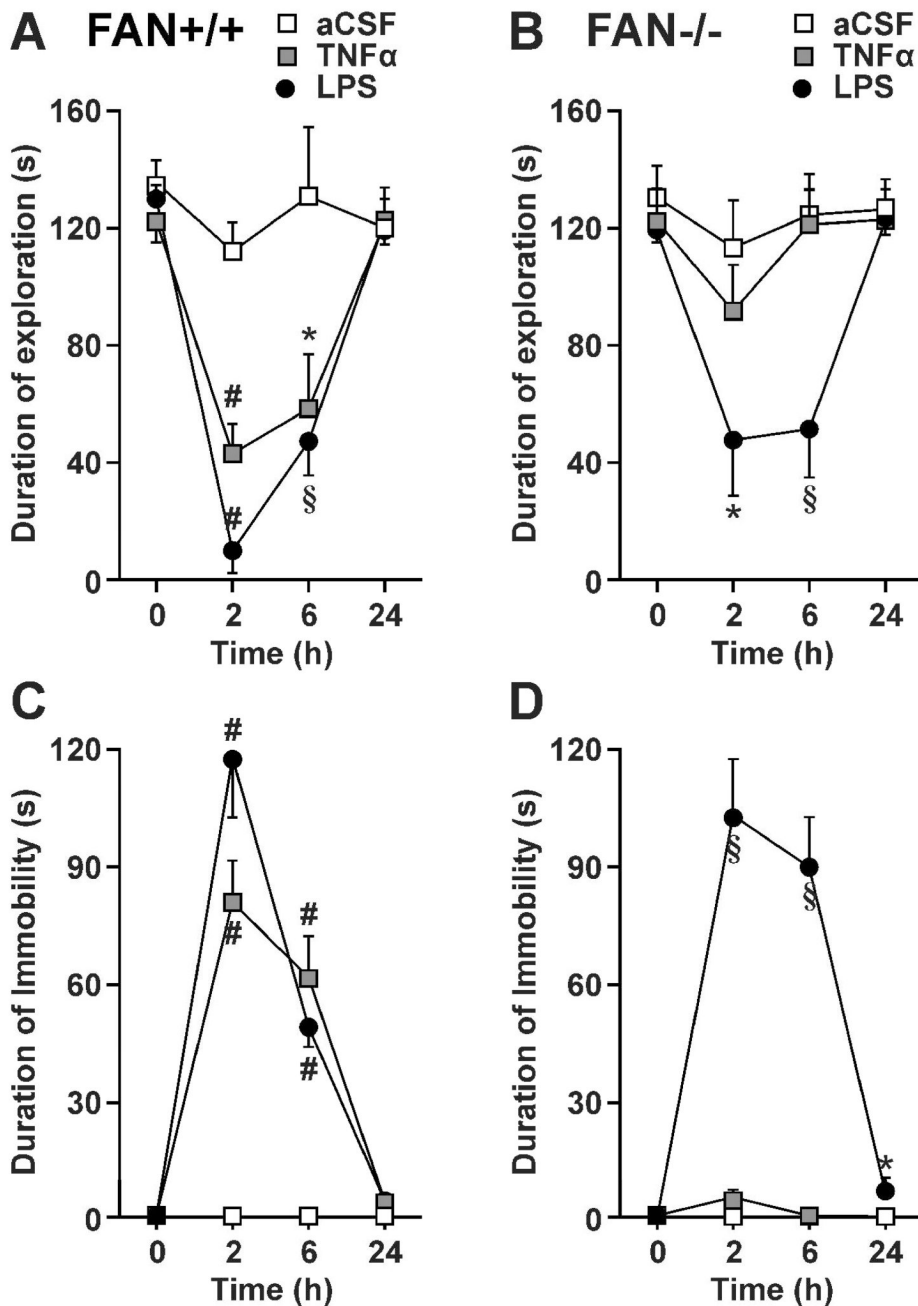 A FAN+/+
aCSF
TNFα
LPS
Duration of exploration (s)
160
120
80
40
0
#
#
*
§
0 2 6 24
Time (h)
B FAN-/-
aCSF
TNFα
LPS
Duration of exploration (s)
160
120
80
40
0
*
§
0 2 6 24
Time (h)
C
Duration of Immobility (s)
120
90
60
30
0
#
#
#
#
0 2 6 24
Time (h)
D
Duration of Immobility (s)
120
90
60
30
0
§
§
*
0 2 6 24
Time (h)